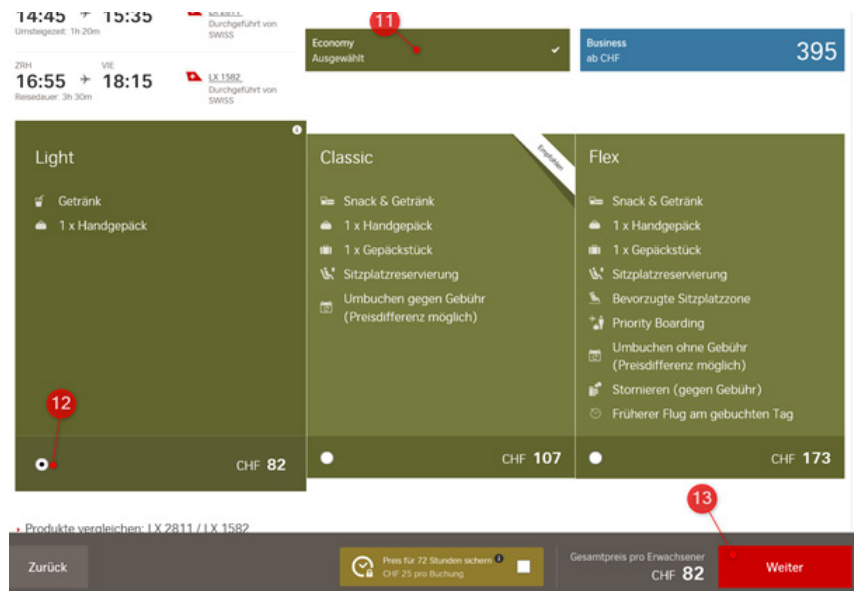 14:45 15:35
LX 2811
Umsteigezeit: 1h 20m
Durchgeführt von
SWISS
11
Economy
Ausgewählt
Business
ab CHF
395
ZRH VIE
16:55 18:15
LX 1582
Reisedauer: 3h 30m
Durchgeführt von
SWISS
Light
Getränk
1 x Handgepäck
12
CHF 82
Classic
Empfohlen
Snack & Getränk
1 x Handgepäck
1 x Gepäckstück
Sitzplatzreservierung
Umbuchen gegen Gebühr
(Preisdifferenz möglich)
CHF 107
Flex
Snack & Getränk
1 x Handgepäck
1 x Gepäckstück
Sitzplatzreservierung
Bevorzugte Sitzplatzzone
Priority Boarding
Umbuchen ohne Gebühr
(Preisdifferenz möglich)
Stornieren (gegen Gebühr)
Früherer Flug am gebuchten Tag
CHF 173
13
Produkte vergleichen: LX 2811 / LX 1582
Zurück
Preis für 72 Stunden sichern
CHF 25 pro Buchung
Gesamtpreis pro Erwachsener
CHF 82
Weiter